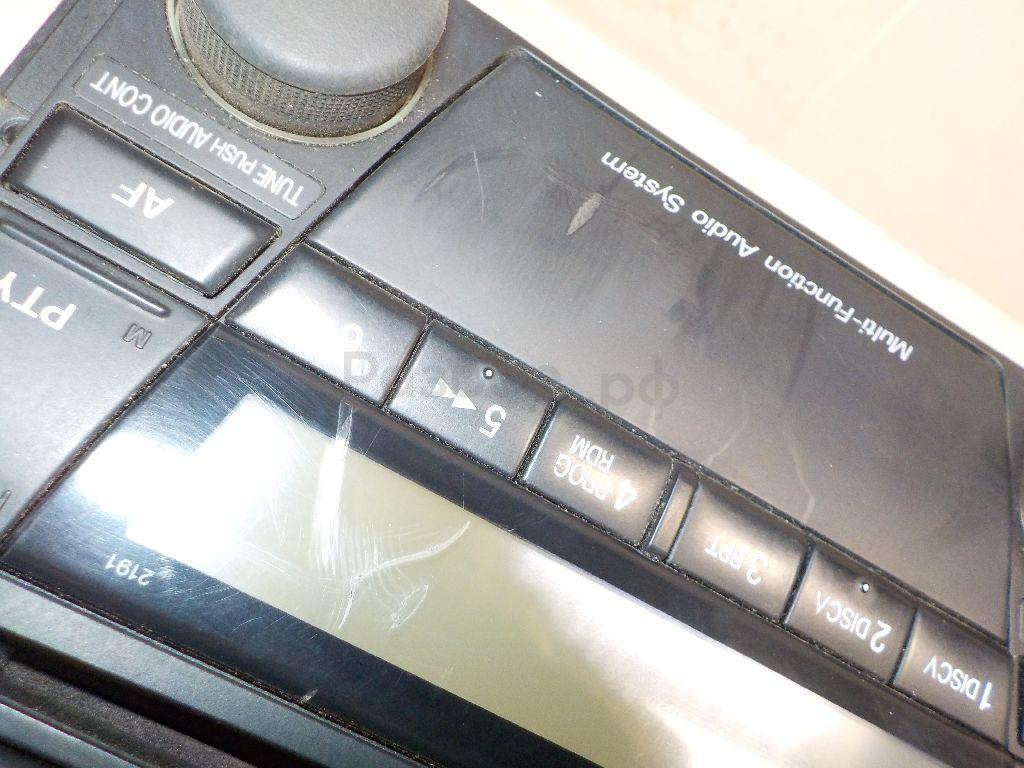 Multi-Function Audio System
1 DISC∨
2 DISC∧
3 RPT
4 PROG
RDM
5 ▶▶
6
2191
TUNE PUSH AUDIO CONT
AF
PTY
M